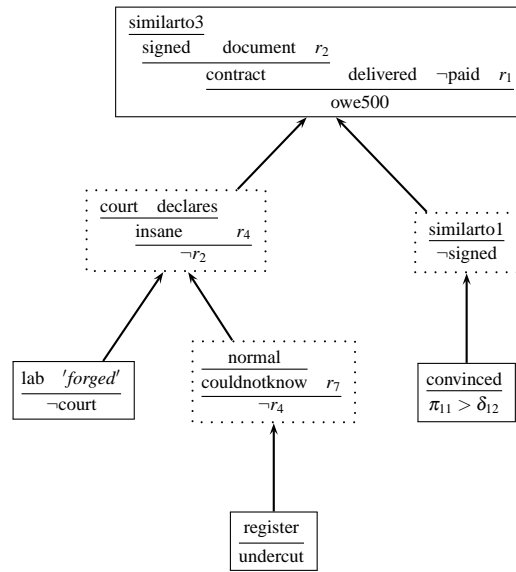 similarto3
signed document r₂
contract delivered ¬paid r₁
owe500
court declares
insane r₄
¬r₂
similarto1
¬signed
lab 'forged'
¬court
normal
couldnotknow r₇
¬r₄
convinced
π₁₁ > δ₁₂
register
undercut